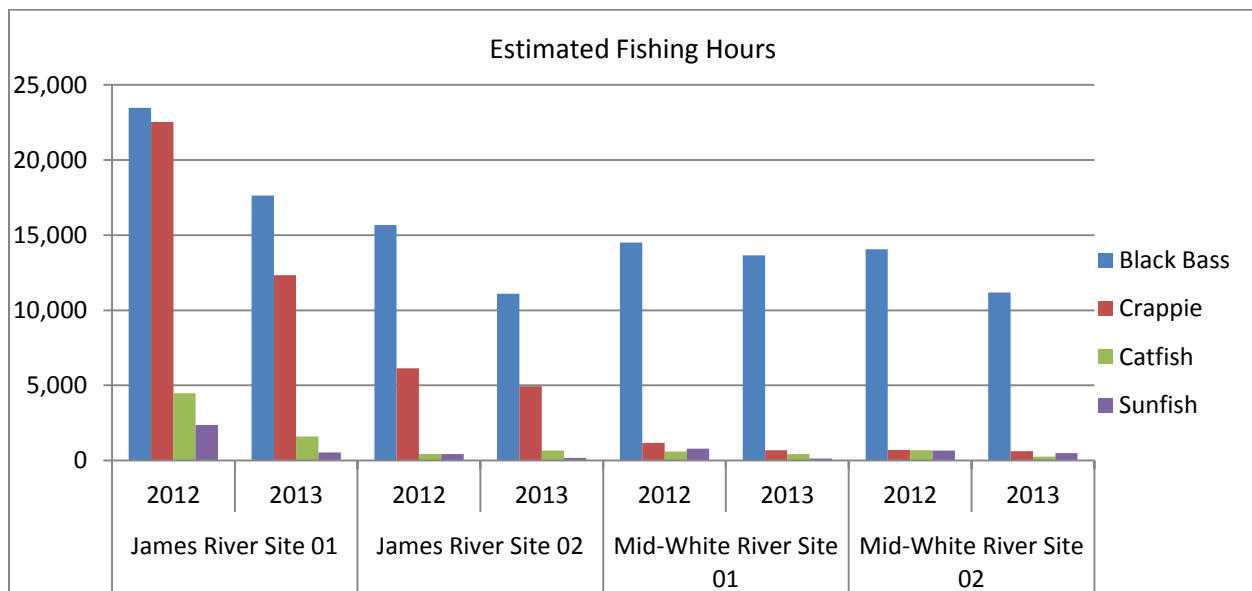 Estimated Fishing Hours
25,000
20,000
15,000
10,000
5,000
0
2012 2013 2012 2013 2012 2013 2012 2013
James River Site 01 James River Site 02 Mid-White River Site Mid-White River Site
01 02
Black Bass
Crappie
Catfish
Sunfish